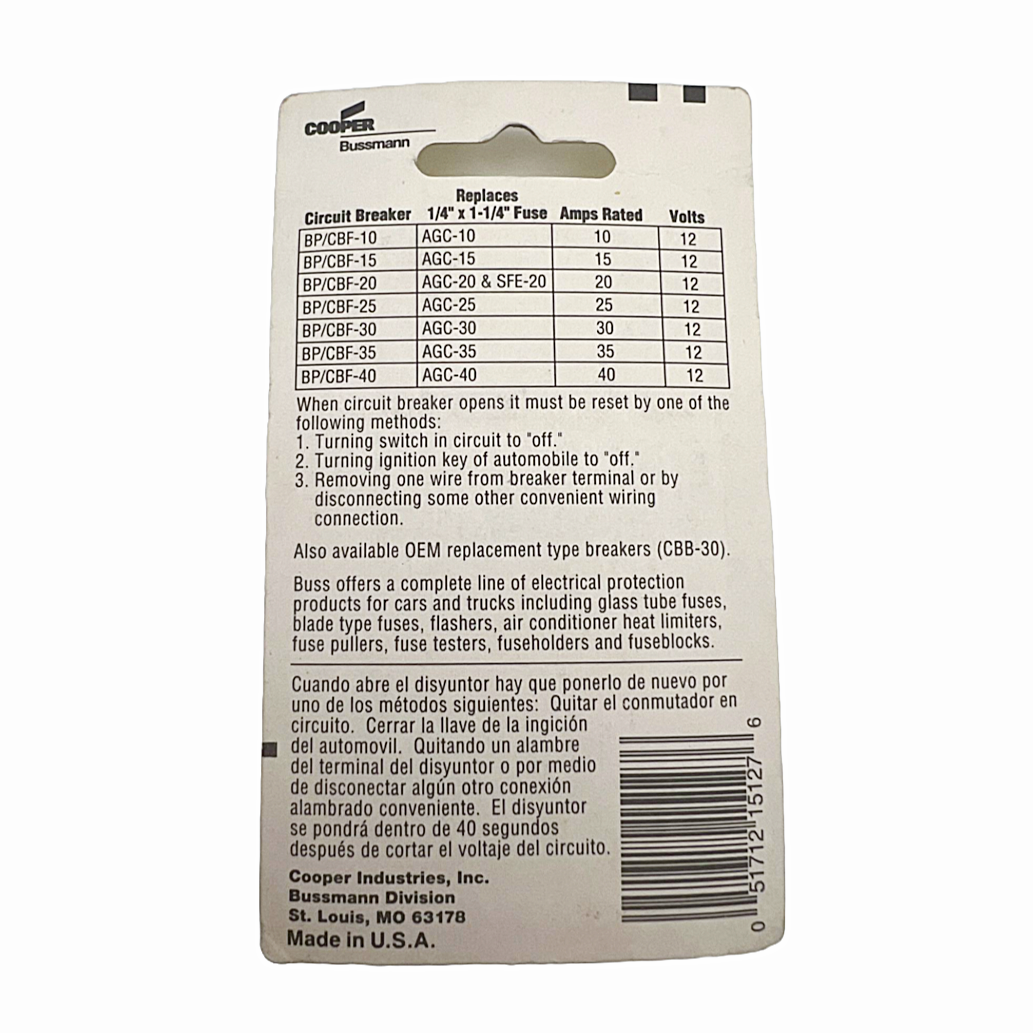 COOPER
Bussmann
Replaces
Circuit Breaker 1/4" x 1-1/4" Fuse Amps Rated Volts
BP/CBF-10 AGC-10 10 12
BP/CBF-15 AGC-15 15 12
BP/CBF-20 AGC-20 & SFE-20 20 12
BP/CBF-25 AGC-25 25 12
BP/CBF-30 AGC-30 30 12
BP/CBF-35 AGC-35 35 12
BP/CBF-40 AGC-40 40 12
When circuit breaker opens it must be reset by one of the
following methods:
1. Turning switch in circuit to "off."
2. Turning ignition key of automobile to "off."
3. Removing one wire from breaker terminal or by
disconnecting some other convenient wiring
connection.
Also available OEM replacement type breakers (CBB-30).
Buss offers a complete line of electrical protection
products for cars and trucks including glass tube fuses,
blade type fuses, flashers, air conditioner heat limiters,
fuse pullers, fuse testers, fuseholders and fuseblocks.
Cuando abre el disyuntor hay que ponerlo de nuevo por
uno de los métodos siguientes: Quitar el conmutador en
circuito. Cerrar la llave de la ingición
del automovil. Quitando un alambre
del terminal del disyuntor o por medio
de disconectar algún otro conexión
alambrado conveniente. El disyuntor
se pondrá dentro de 40 segundos
después de cortar el voltaje del circuito.
Cooper Industries, Inc.
Bussmann Division
St. Louis, MO 63178
Made in U.S.A.
0 51712 15127 6